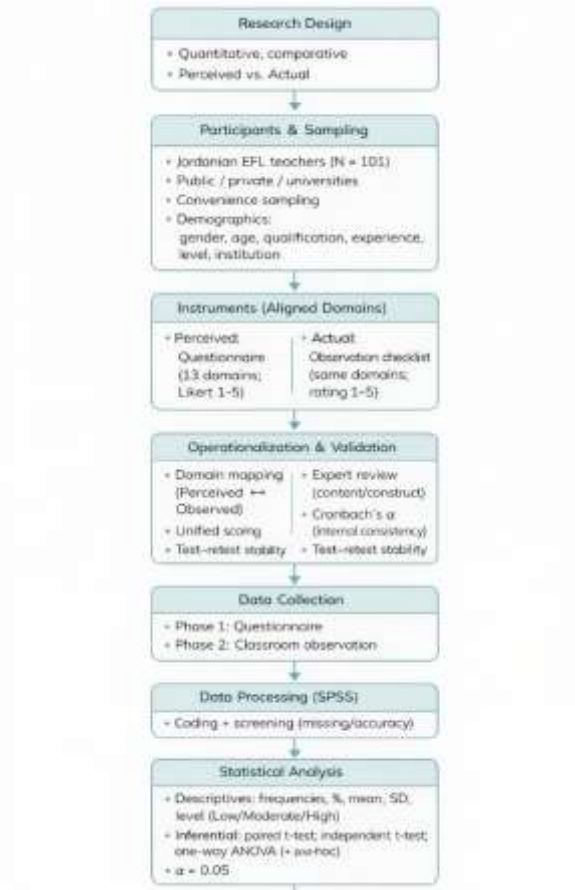 Research Design
• Quantitative, comparative
• Perceived vs. Actual
Participants & Sampling
• Jordanian EFL teachers (N = 101)
• Public / private / universities
• Convenience sampling
• Demographics:
gender, age, qualification, experience,
level, institution
Instruments (Aligned Domains)
• Perceived:
Questionnaire
(13 domains;
Likert 1–5)
• Actual:
Observation checklist
(same domains;
rating 1–5)
Operationalization & Validation
• Domain mapping
(Perceived ↔
Observed)
• Unified scoring
• Test–retest stability
• Expert review
(content/construct)
• Cronbach's α
(internal consistency)
• Test–retest stability
Data Collection
• Phase 1: Questionnaire
• Phase 2: Classroom observation
Data Processing (SPSS)
• Coding + screening (missing/accuracy)
Statistical Analysis
• Descriptives: frequencies, %, mean, SD,
level (Low/Moderate/High)
• Inferential: paired t-test; independent t-test;
one-way ANOVA (+ post-hoc)
• α = 0.05